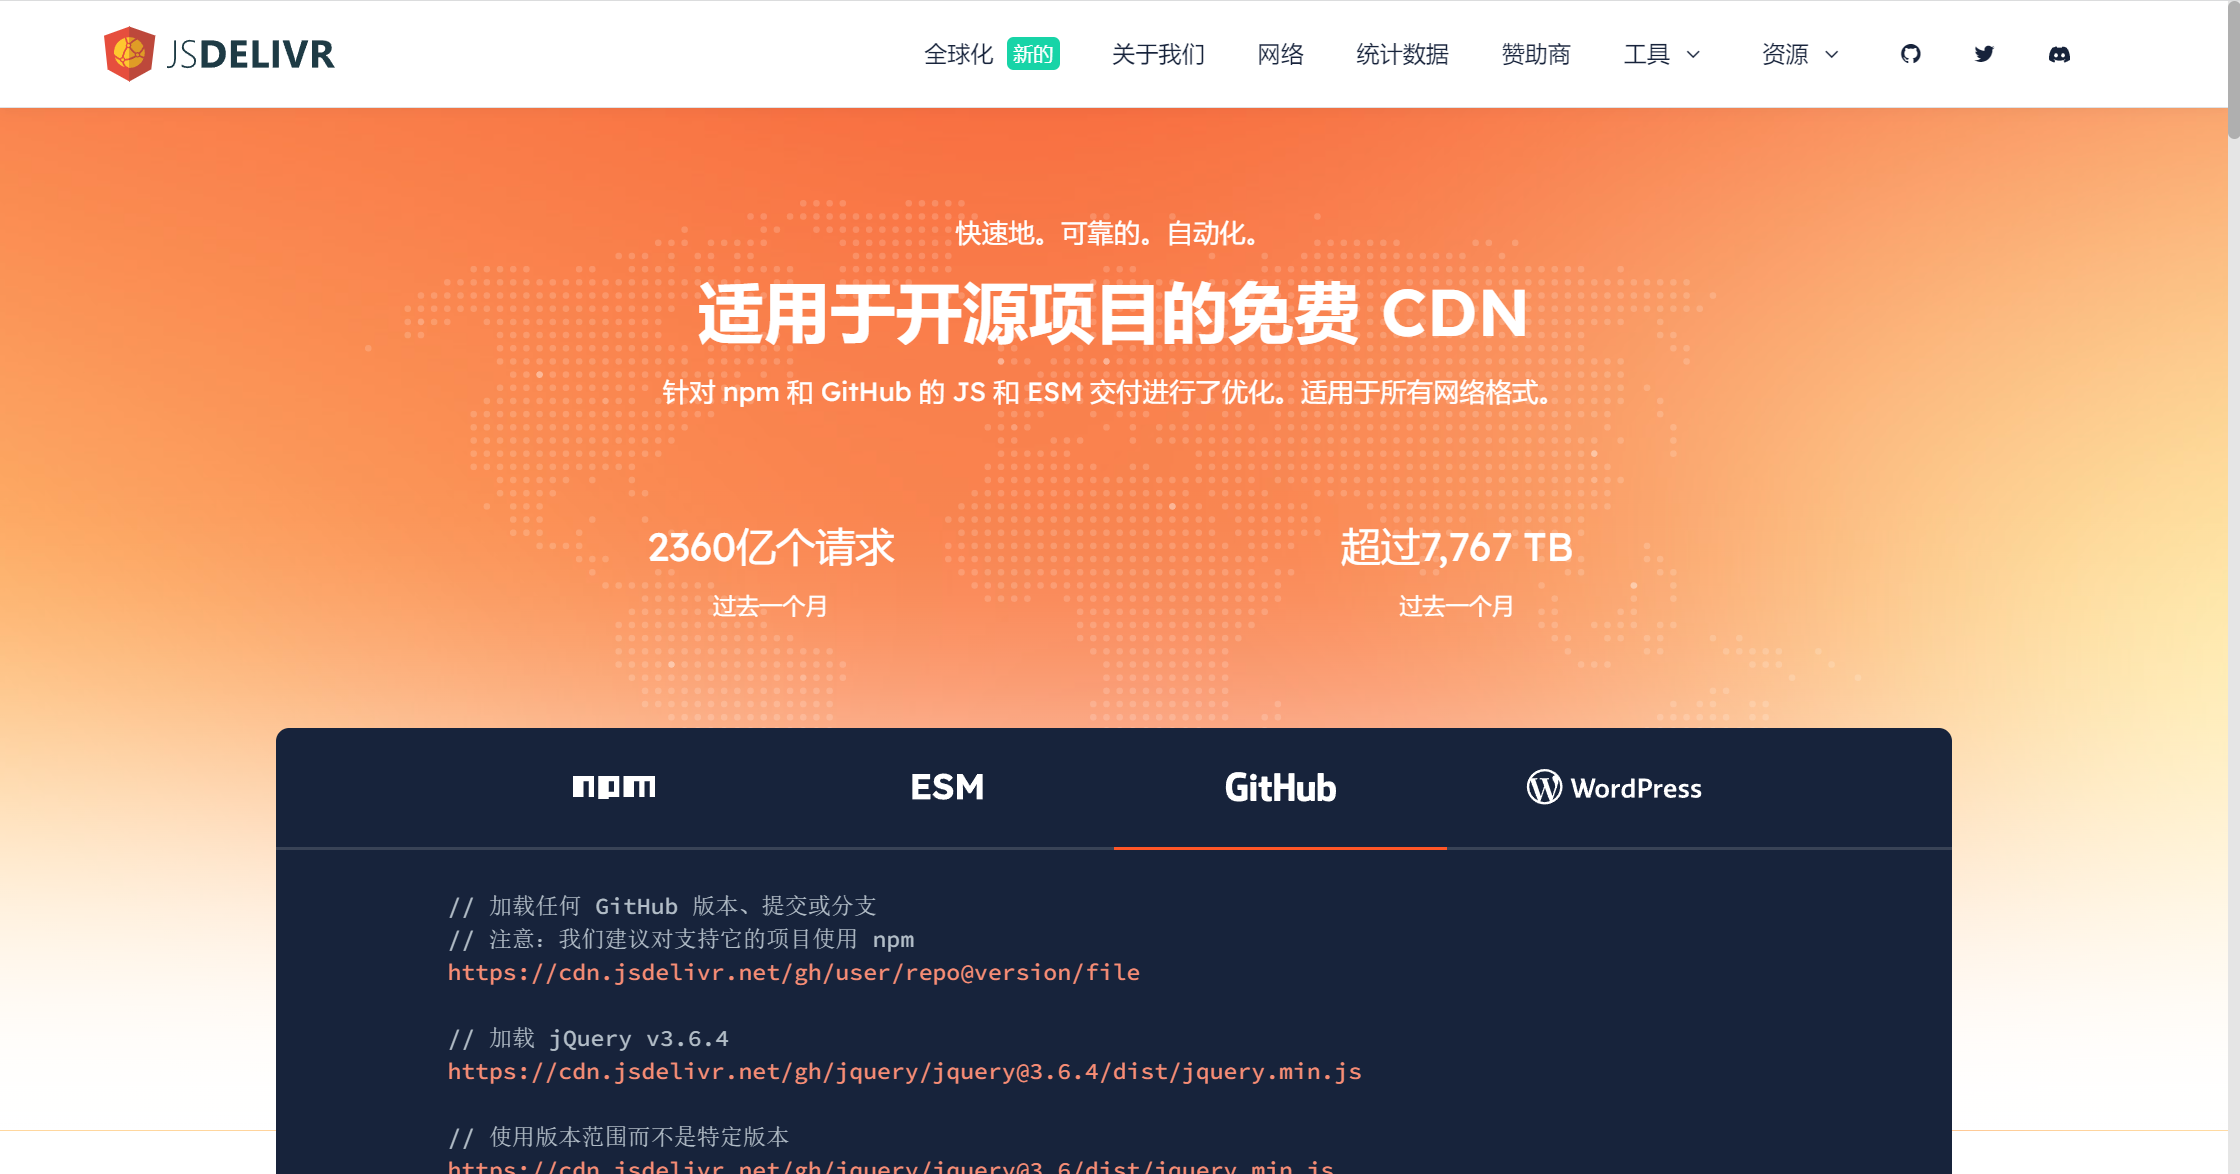 JSDELIVR
全球化 新的 关于我们 网络 统计数据 赞助商 工具 资源
快速地。可靠的。自动化。
适用于开源项目的免费 CDN
针对 npm 和 GitHub 的 JS 和 ESM 交付进行了优化。适用于所有网络格式。
2360亿个请求
过去一个月
超过7,767 TB
过去一个月
npm ESM GitHub WordPress
// 加载任何 GitHub 版本、提交或分支
// 注意：我们建议对支持它的项目使用 npm
https://cdn.jsdelivr.net/gh/user/repo@version/file
// 加载 jQuery v3.6.4
https://cdn.jsdelivr.net/gh/jquery/jquery@3.6.4/dist/jquery.min.js
// 使用版本范围而不是特定版本
https://cdn.jsdelivr.net/gh/jquery/jquery@3.6/dist/jquery.min.js